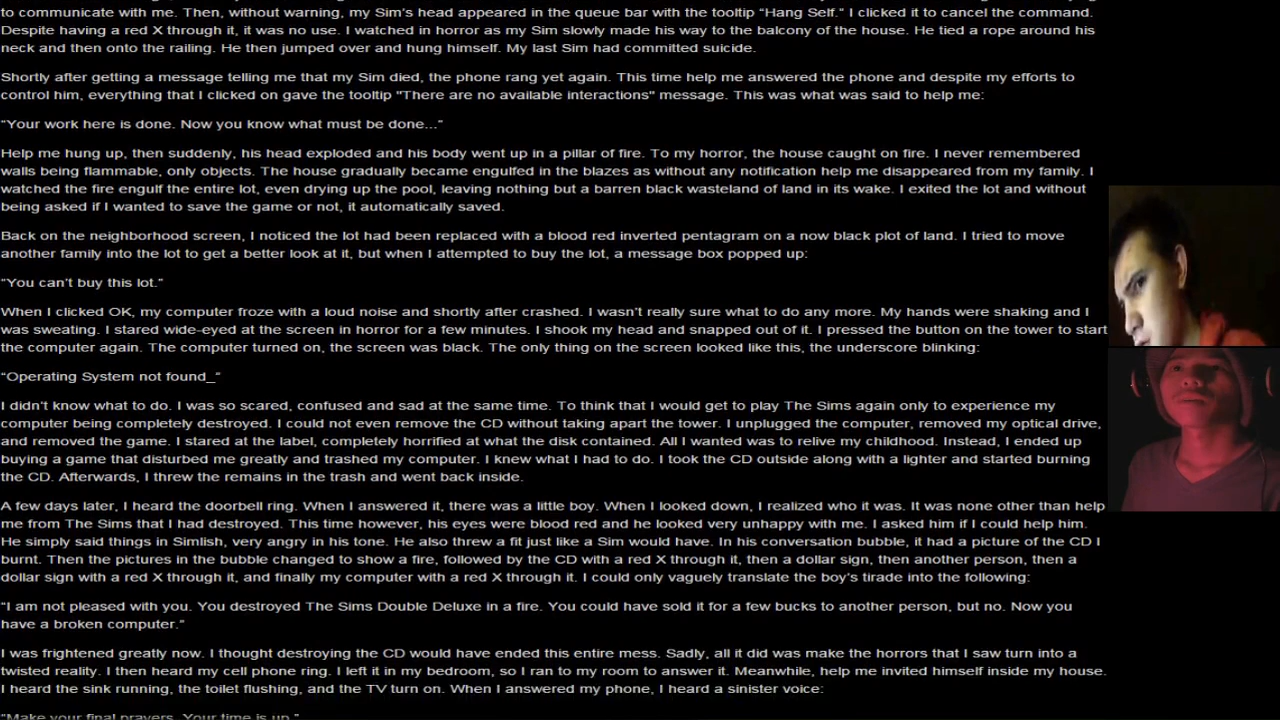 to communicate with me. Then, without warning, my Sim's head appeared in the queue bar with the tooltip “Hang Self.” I clicked it to cancel the command.
Despite having a red X through it, it was no use. I watched in horror as my Sim slowly made his way to the balcony of the house. He tied a rope around his
neck and then onto the railing. He then jumped over and hung himself. My last Sim had committed suicide.
Shortly after getting a message telling me that my Sim died, the phone rang yet again. This time help me answered the phone and despite my efforts to
control him, everything that I clicked on gave the tooltip "There are no available interactions" message. This was what was said to help me:
“Your work here is done. Now you know what must be done...”
Help me hung up, then suddenly, his head exploded and his body went up in a pillar of fire. To my horror, the house caught on fire. I never remembered
walls being flammable, only objects. The house gradually became engulfed in the blazes as without any notification help me disappeared from my family. I
watched the fire engulf the entire lot, even drying up the pool, leaving nothing but a barren black wasteland of land in its wake. I exited the lot and without
being asked if I wanted to save the game or not, it automatically saved.
Back on the neighborhood screen, I noticed the lot had been replaced with a blood red inverted pentagram on a now black plot of land. I tried to move
another family into the lot to get a better look at it, but when I attempted to buy the lot, a message box popped up:
“You can't buy this lot.”
When I clicked OK, my computer froze with a loud noise and shortly after crashed. I wasn't really sure what to do any more. My hands were shaking and I
was sweating. I stared wide-eyed at the screen in horror for a few minutes. I shook my head and snapped out of it. I pressed the button on the tower to start
the computer again. The computer turned on, the screen was black. The only thing on the screen looked like this, the underscore blinking:
“Operating System not found_”
I didn't know what to do. I was so scared, confused and sad at the same time. To think that I would get to play The Sims again only to experience my
computer being completely destroyed. I could not even remove the CD without taking apart the tower. I unplugged the computer, removed my optical drive,
and removed the game. I stared at the label, completely horrified at what the disk contained. All I wanted was to relive my childhood. Instead, I ended up
buying a game that disturbed me greatly and trashed my computer. I knew what I had to do. I took the CD outside along with a lighter and started burning
the CD. Afterwards, I threw the remains in the trash and went back inside.
A few days later, I heard the doorbell ring. When I answered it, there was a little boy. When I looked down, I realized who it was. It was none other than help
me from The Sims that I had destroyed. This time however, his eyes were blood red and he looked very unhappy with me. I asked him if I could help him.
He simply said things in Simlish, very angry in his tone. He also threw a fit just like a Sim would have. In his conversation bubble, it had a picture of the CD I
burnt. Then the pictures in the bubble changed to show a fire, followed by the CD with a red X through it, then a dollar sign, then another person, then a
dollar sign with a red X through it, and finally my computer with a red X through it. I could only vaguely translate the boy's tirade into the following:
“I am not pleased with you. You destroyed The Sims Double Deluxe in a fire. You could have sold it for a few bucks to another person, but no. Now you
have a broken computer.”
I was frightened greatly now. I thought destroying the CD would have ended this entire mess. Sadly, all it did was make the horrors that I saw turn into a
twisted reality. I then heard my cell phone ring. I left it in my bedroom, so I ran to my room to answer it. Meanwhile, help me invited himself inside my house.
I heard the sink running, the toilet flushing, and the TV turn on. When I answered my phone, I heard a sinister voice:
“Make your final prayers. Your time is up.”